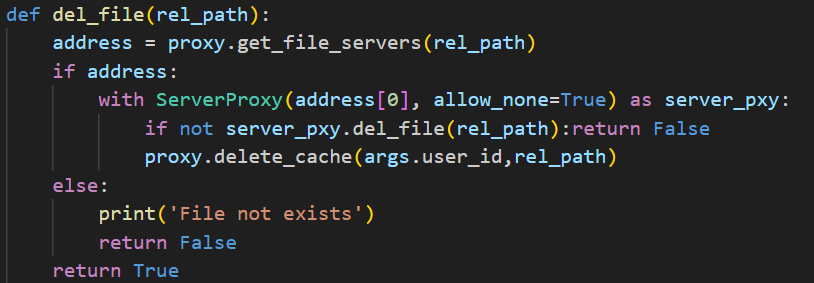 def del_file(rel_path):
    address = proxy.get_file_servers(rel_path)
    if address:
        with ServerProxy(address[0], allow_none=True) as server_pxy:
            if not server_pxy.del_file(rel_path):return False
            proxy.delete_cache(args.user_id,rel_path)
    else:
        print('File not exists')
        return False
    return True